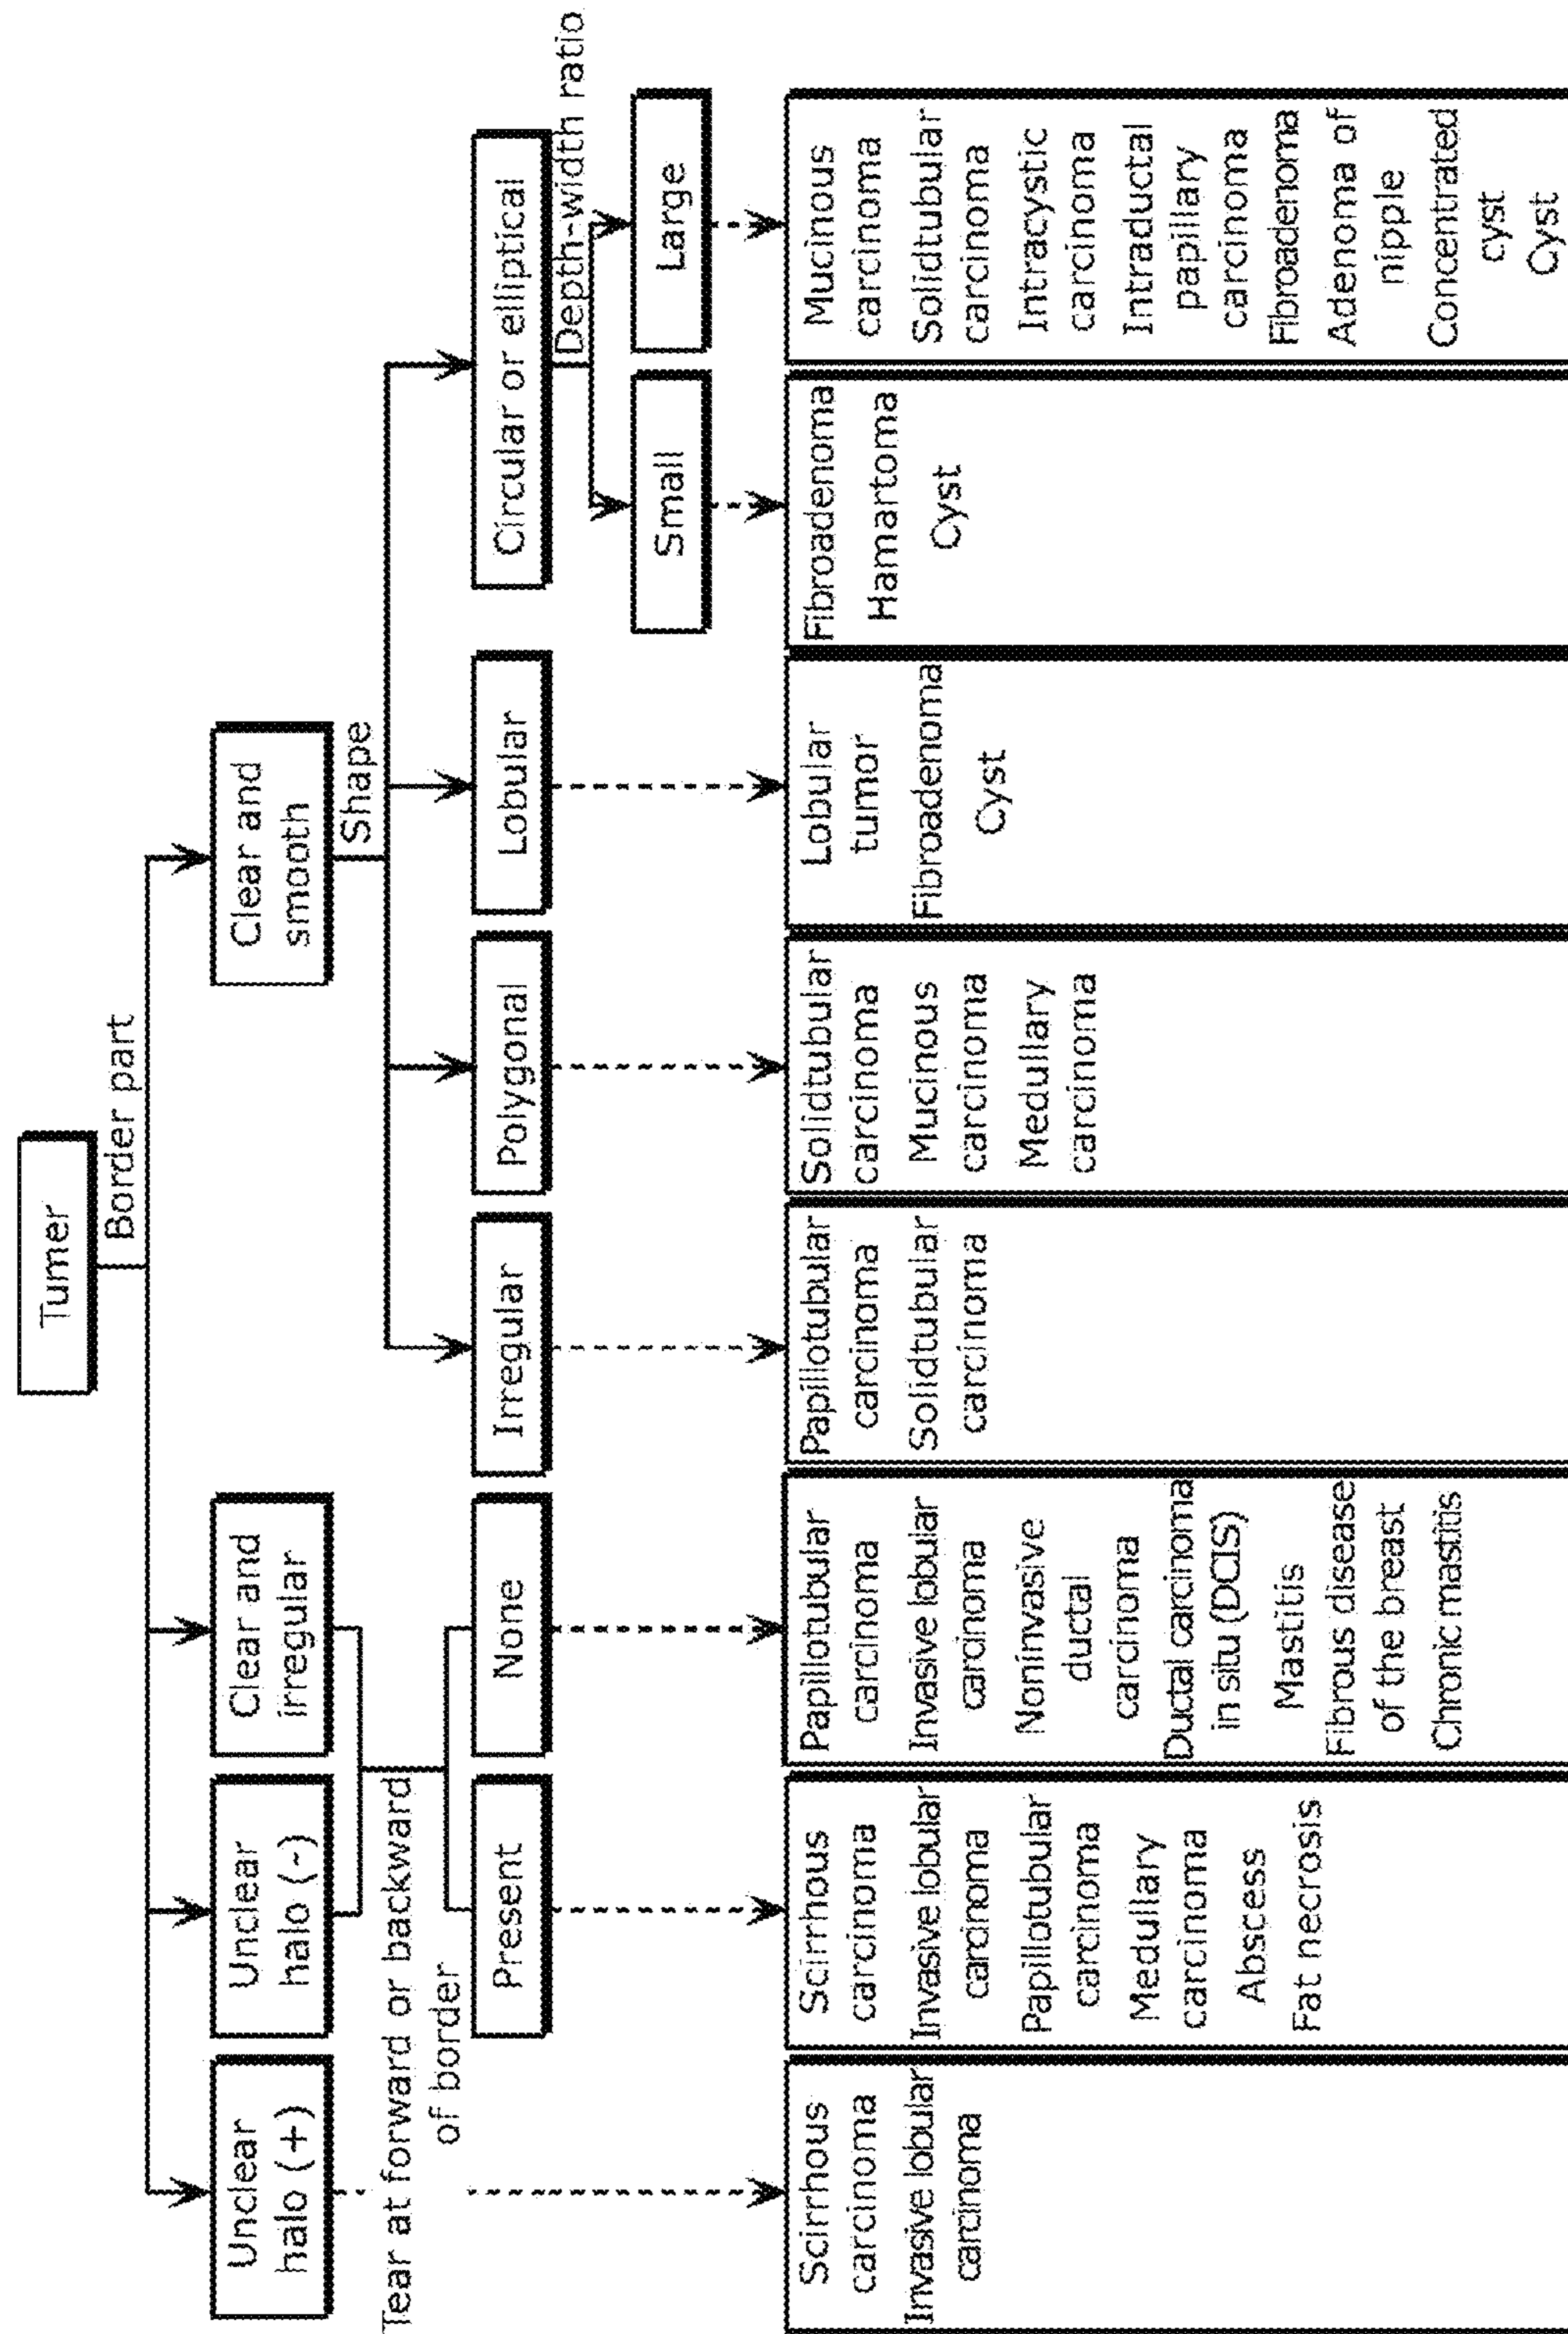 Tumer
Border part
Unclear
halo (+)
Unclear
halo (-)
Clear and
irregular
Clear and
smooth
Tear at forward or backward
of border
Shape
Present
None
Irregular
Polygonal
Lobular
Circular or elliptical
Depth-width ratio
Small
Large
Scirrhous
carcinoma
Invasive lobular
carcinoma
Scirrhous
carcinoma
Invasive lobular
carcinoma
Papillotubular
carcinoma
Medullary
carcinoma
Abscess
Fat necrosis
Papillotubular
carcinoma
Invasive lobular
carcinoma
Noninvasive
ductal
carcinoma
Ductal carcinoma
in situ (DCIS)
Mastitis
Fibrous disease
of the breast
Chronic mastitis
Papillotubular
carcinoma
Solidtubular
carcinoma
Solidtubular
carcinoma
Mucinous
carcinoma
Medullary
carcinoma
Lobular
tumor
Fibroadenoma
Cyst
Fibroadenoma
Hamartoma
Cyst
Mucinous
carcinoma
Solidtubular
carcinoma
Intracystic
carcinoma
Intraductal
papillary
carcinoma
Fibroadenoma
Adenoma of
nipple
Concentrated
cyst
Cyst